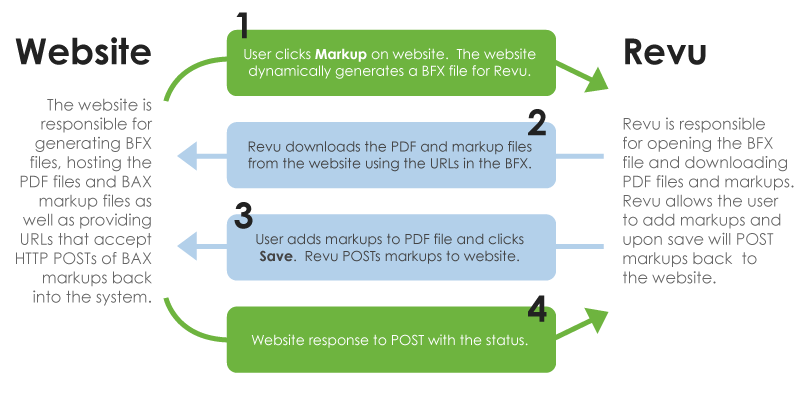 Website
The website is
responsible for
generating BFX
files, hosting the
PDF files and BAX
markup files as
well as providing
URLs that accept
HTTP POSTs of BAX
markups back
into the system.
1
User clicks Markup on website.  The website
dynamically generates a BFX file for Revu.
2
Revu downloads the PDF and markup files
from the website using the URLs in the BFX.
3
User adds markups to PDF file and clicks
Save.  Revu POSTs markups to website.
4
Website response to POST with the status.
Revu
Revu is responsible
for opening the BFX
file and downloading
PDF files and markups.
Revu allows the user
to add markups and
upon save will POST
markups back  to
the website.